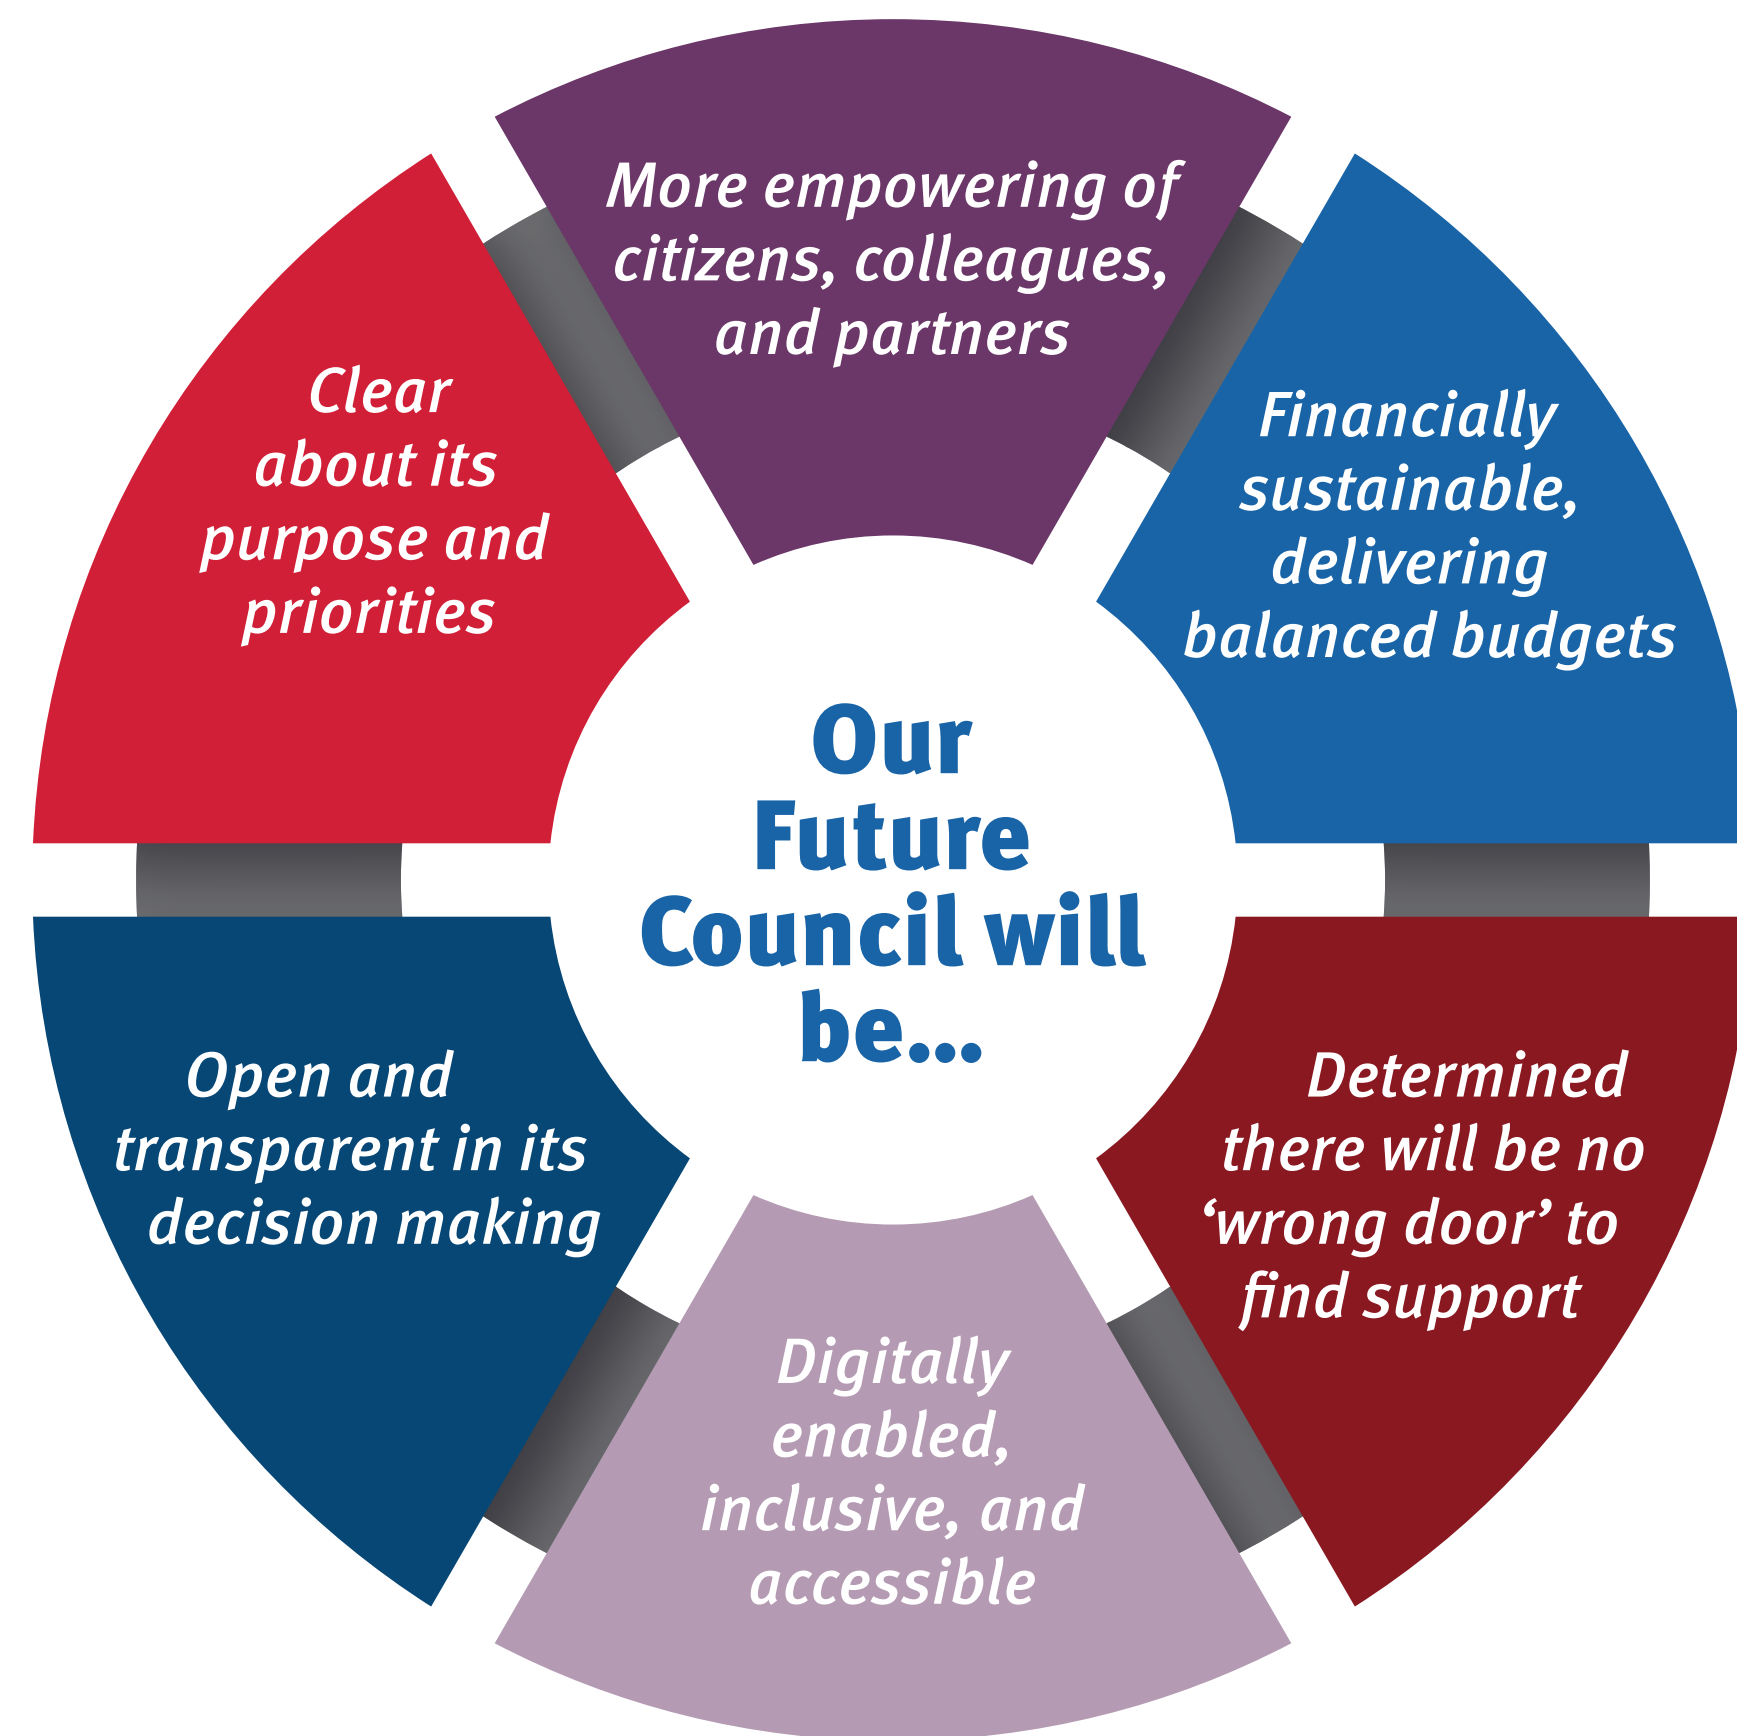 More empowering of
citizens, colleagues,
and partners
Financially
sustainable,
delivering
balanced budgets
Determined
there will be no
‘wrong door’ to
find support
Digitally
enabled,
inclusive, and
accessible
Open and
transparent in its
decision making
Clear
about its
purpose and
priorities
Our
Future
Council will
be...